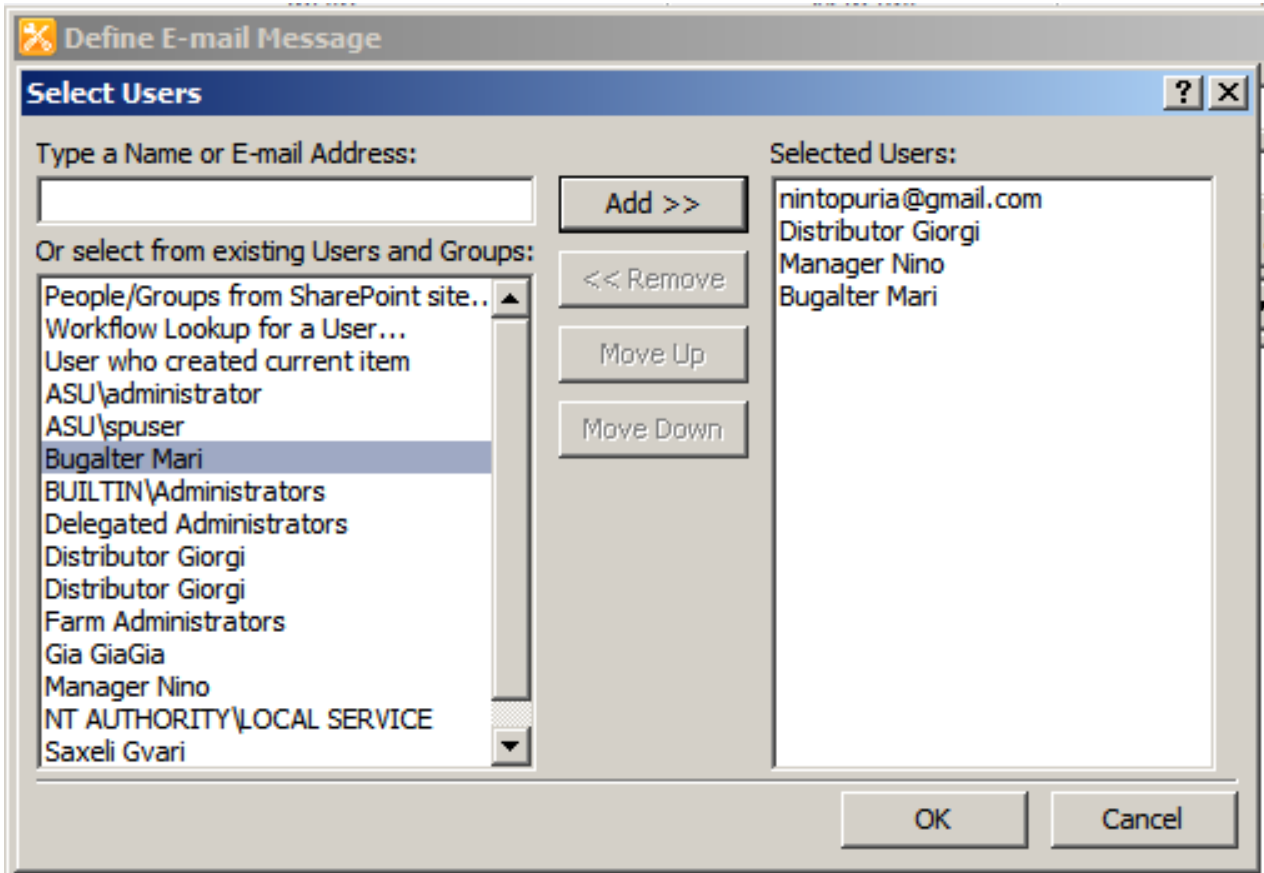 Define E-mail Message
Select Users
Type a Name or E-mail Address:
Or select from existing Users and Groups:
People/Groups from SharePoint site..
Workflow Lookup for a User...
User who created current item
ASU\administrator
ASU\spuser
Bugalter Mari
BUILTIN\Administrators
Delegated Administrators
Distributor Giorgi
Distributor Giorgi
Farm Administrators
Gia GiaGia
Manager Nino
NT AUTHORITY\LOCAL SERVICE
Saxeli Gvari
Add >>
<< Remove
Move Up
Move Down
Selected Users:
nintopuria@gmail.com
Distributor Giorgi
Manager Nino
Bugalter Mari
OK
Cancel